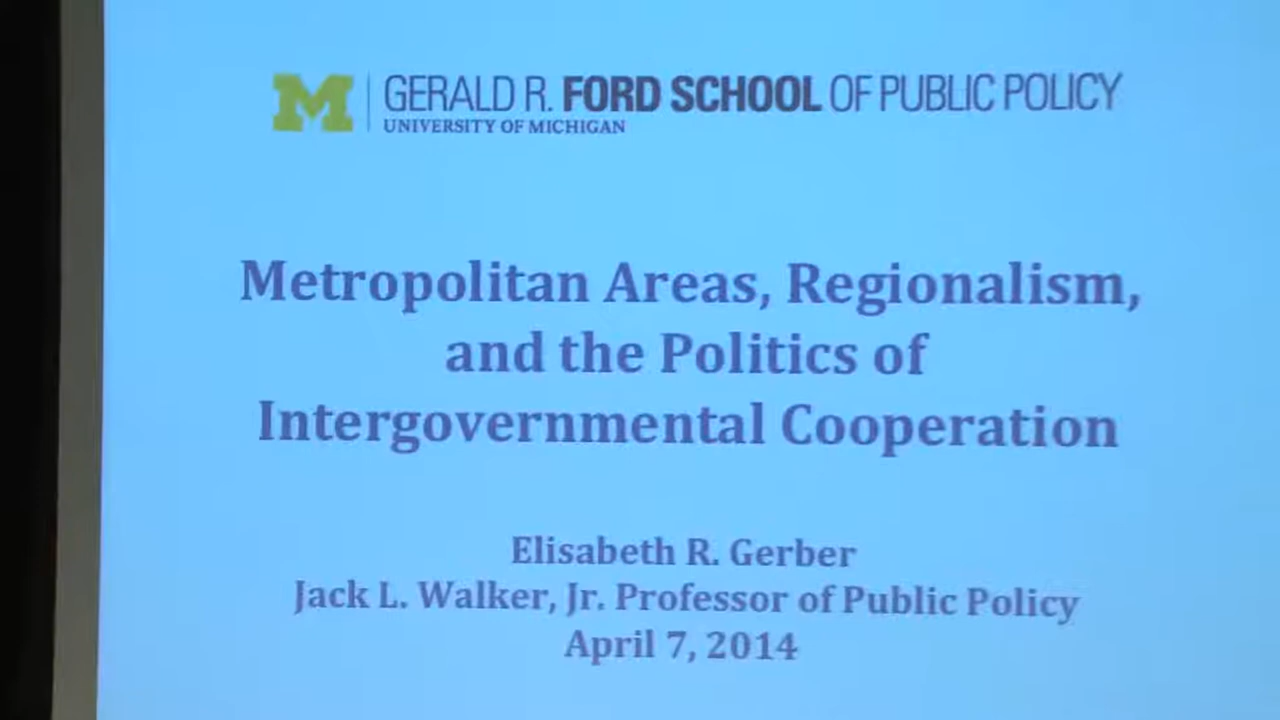 M
GERALD R. FORD SCHOOL OF PUBLIC POLICY
UNIVERSITY OF MICHIGAN
Metropolitan Areas, Regionalism,
and the Politics of
Intergovernmental Cooperation
Elisabeth R. Gerber
Jack L. Walker, Jr. Professor of Public Policy
April 7, 2014